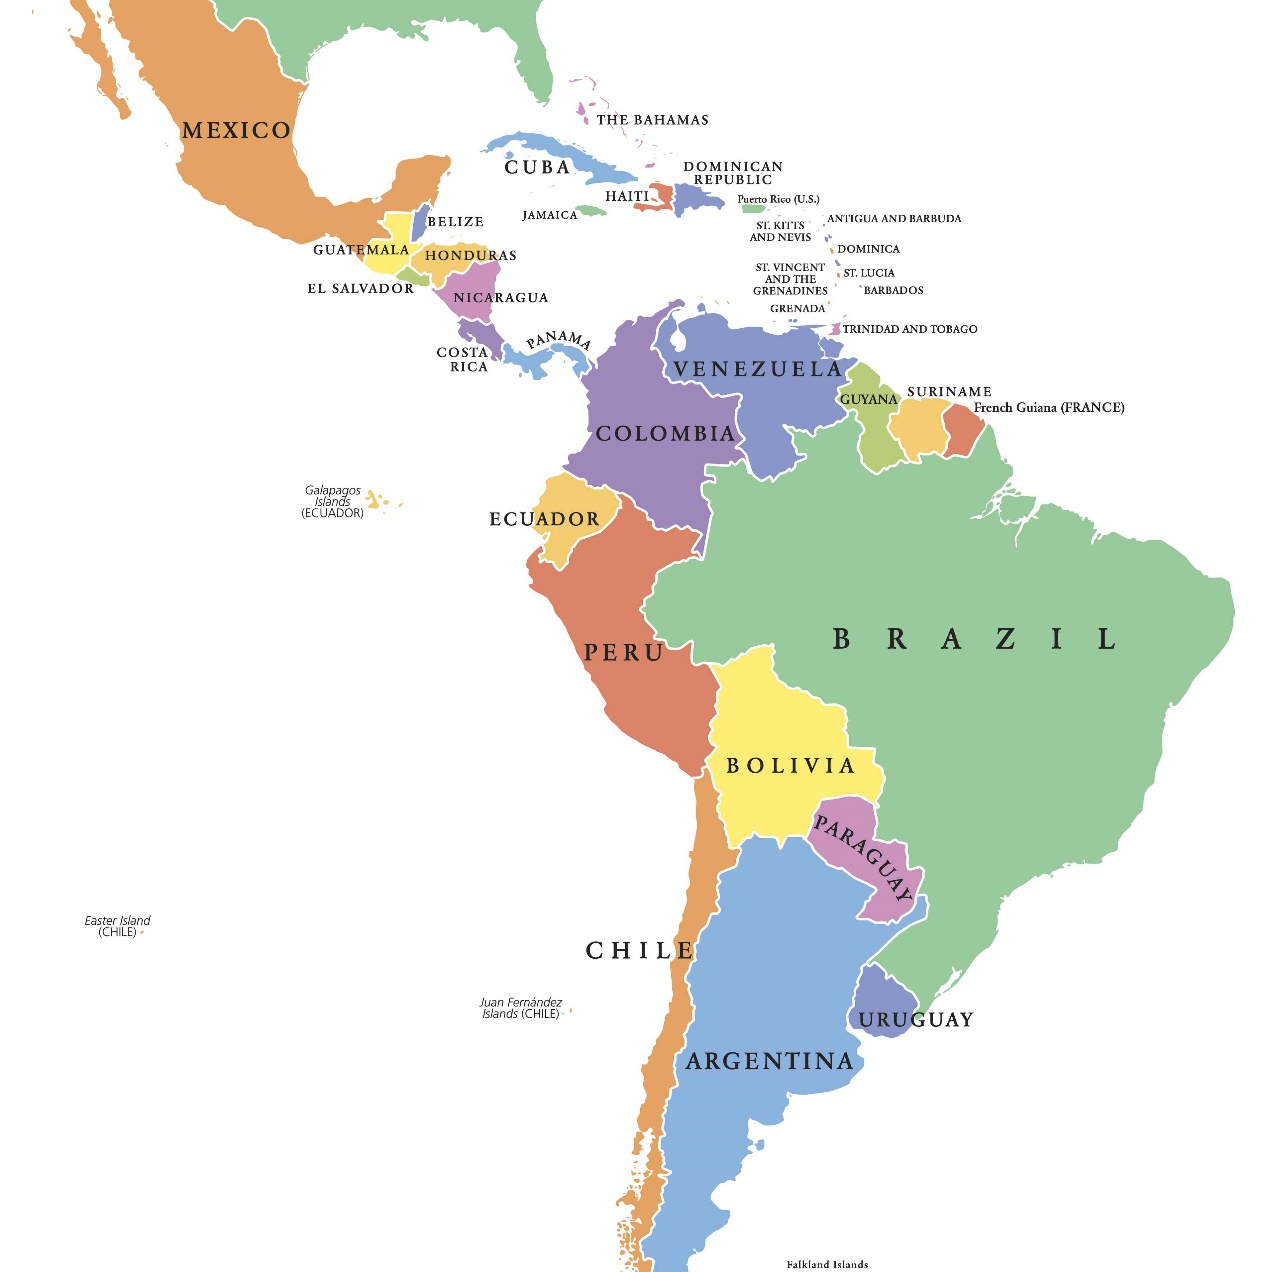 MEXICO
THE BAHAMAS
CUBA
DOMINICAN
REPUBLIC
HAITI
Puerto Rico (U.S.)
JAMAICA
ANTIGUA AND BARBUDA
BELIZE
ST. KITTS
AND NEVIS
GUATEMALA
HONDURAS
DOMINICA
ST. VINCENT
AND THE
GRENADINES
ST. LUCIA
EL SALVADOR
BARBADOS
NICARAGUA
GRENADA
TRINIDAD AND TOBAGO
PANAMA
COSTA
RICA
VENEZUELA
GUYANA
SURINAME
French Guiana (FRANCE)
COLOMBIA
Galapagos
Islands
(ECUADOR)
ECUADOR
BRAZIL
PERU
BOLIVIA
PARAGUAY
Easter Island
(CHILE)
CHILE
Juan Fernández
Islands (CHILE)
URUGUAY
ARGENTINA
Falkland Islands